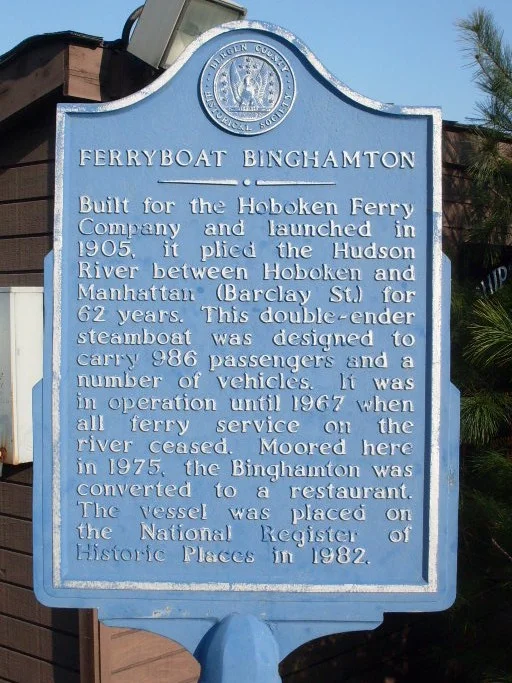 BERGEN COUNTY
HISTORICAL SOCIETY
FERRYBOAT BINGHAMTON
Built for the Hoboken Ferry
Company and launched in
1905, it plied the Hudson
River between Hoboken and
Manhattan (Barclay St.) for
62 years. This double-ender
steamboat was designed to
carry 986 passengers and a
number of vehicles. It was
in operation until 1967 when
all ferry service on the
river ceased. Moored here
in 1975, the Binghamton was
converted to a restaurant.
The vessel was placed on
the National Register of
Historic Places in 1982.